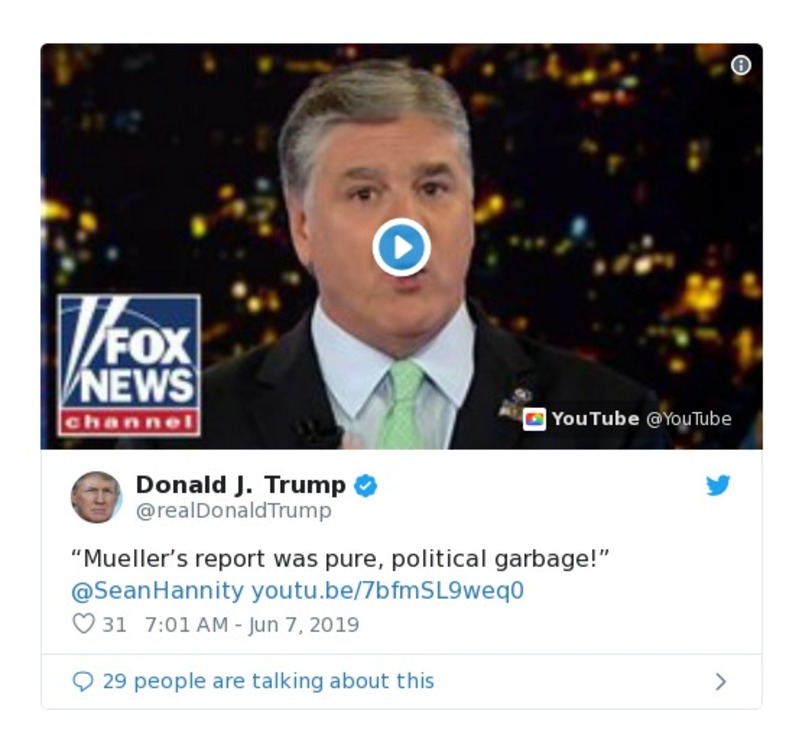 FOX
NEWS
channel
YouTube @YouTube
Donald J. Trump
@realDonaldTrump
“Mueller’s report was pure, political garbage!”
@SeanHannity youtu.be/7bfmSL9weq0
31 7:01 AM - Jun 7, 2019
29 people are talking about this